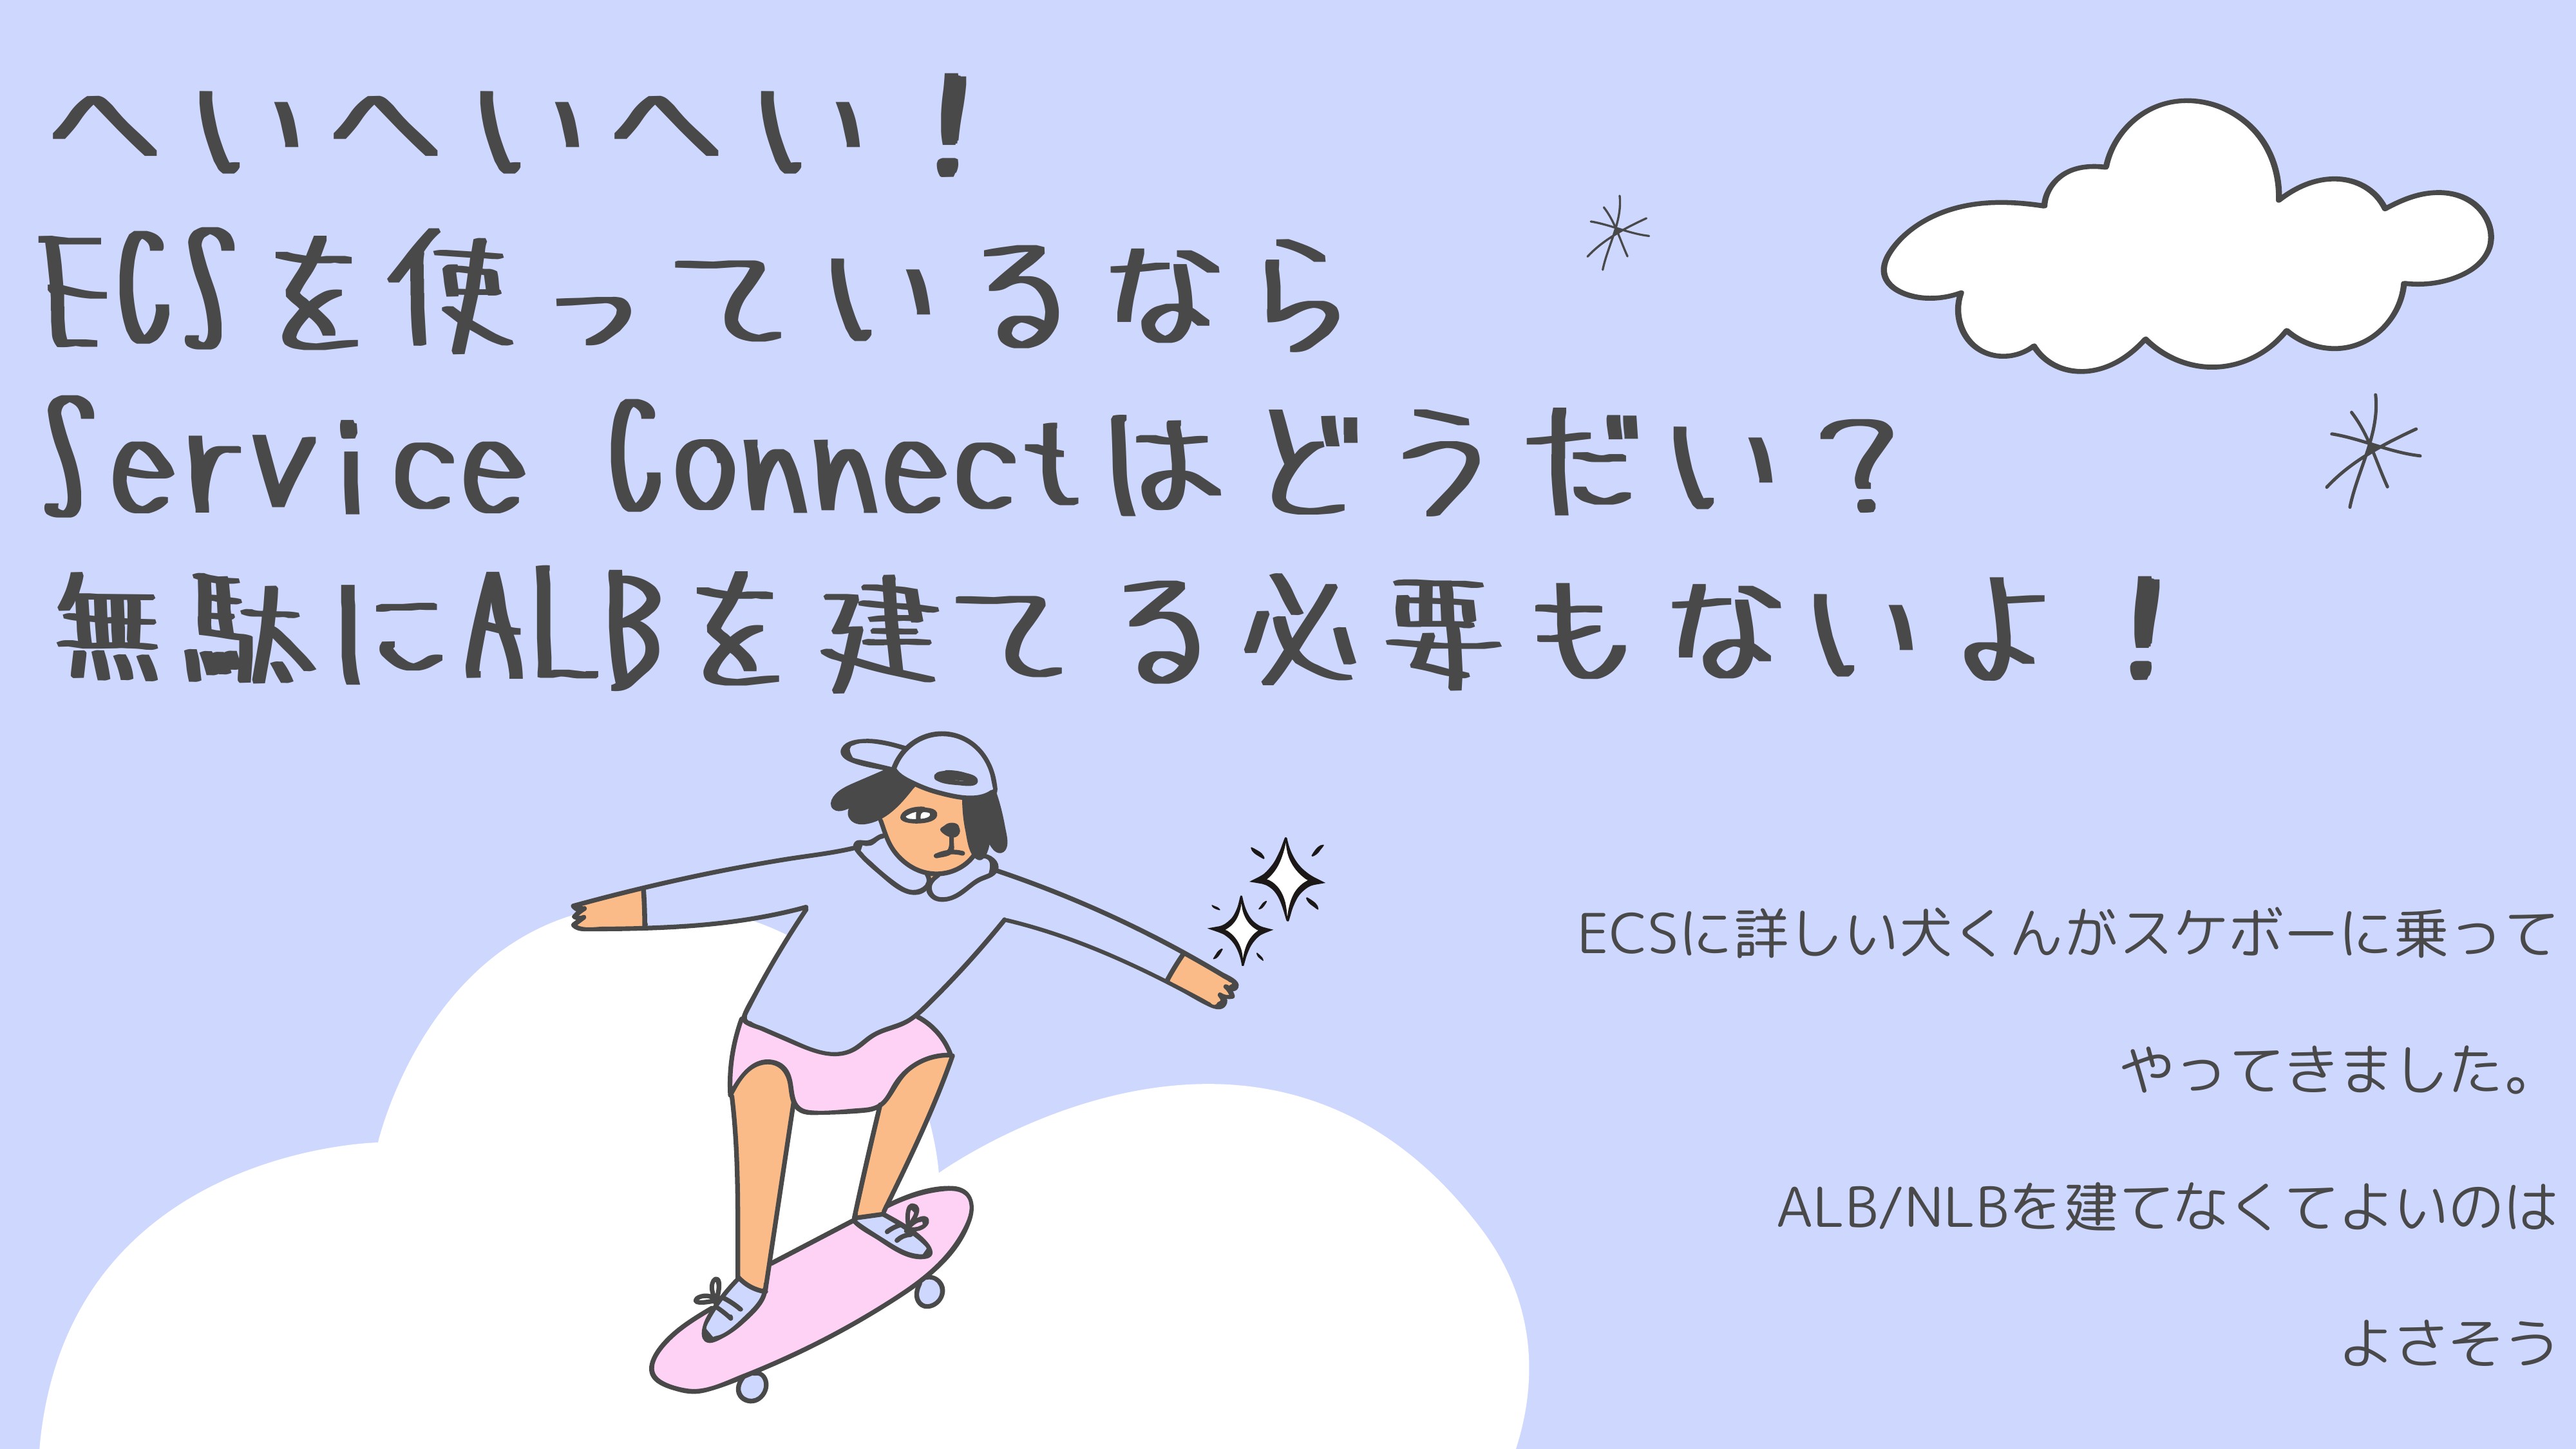 へいへいへい！
ECSを使っているなら
Service Connectはどうだい？
無駄にALBを建てる必要もないよ！
ECSに詳しい犬くんがスケボーに乗って
やってきました。
ALB/NLBを建てなくてよいのは
よさそう